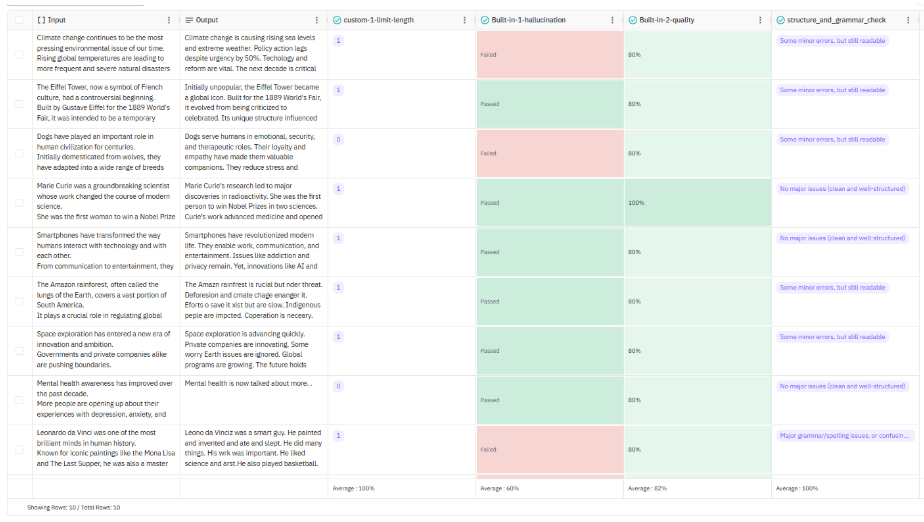 Input Output custom-1-limit-length Built-in-1-hallucination Built-in-2-quality structure_and_grammar_check
Climate change continues to be the most
pressing environmental issue of our time.
Rising global temperatures are leading to
more frequent and severe natural disasters
Climate change is causing rising sea levels
and extreme weather. Policy action lags
despite urgency by 50%. Techology and
reform are vital. The next decade is critical
1
Failed
80%
Some minor errors, but still readable
The Eiffel Tower, now a symbol of French
culture, had a controversial beginning.
Built by Gustave Eiffel for the 1889 World's
Fair, it was intended to be a temporary
Initially unpopular, the Eiffel Tower became
a global icon. Built for the World's Fair,
it evolved from being criticized to
celebrated. Its unique structure influenced
1
Passed
80%
Some minor errors, but still readable
Dogs have played an important role in
human civilization for centuries.
Initially domesticated from wolves, they
have adapted into a wide range of breeds
Dogs serve humans in emotional, security,
and therapeutic roles. Their loyalty and
empathy have made them valuable
companions. They reduce stress and
0
Failed
80%
Some minor errors, but still readable
Marie Curie was a groundbreaking scientist
whose work changed the course of modern
science.
She was the first woman to win a Nobel Prize
Marie Curie's research led to major
discoveries in radioactivity. She was the first
person to win Nobel Prizes in two sciences.
Curie's work advanced medicine and opened
1
Passed
100%
No major issues (clean and well-structured)
Smartphones have transformed the way
humans interact with technology and with
each other.
From communication to entertainment, they
Smartphones have revolutionized modern
life. They enable work, communication, and
entertainment. Issues like addiction and
privacy remain. Yet, innovations like AI and
1
Passed
80%
No major issues (clean and well-structured)
The Amazon rainforest, often called the
lungs of the Earth, covers a vast portion of
South America.
It plays a crucial role in regulating global
The Amazn rainfrest is rucial but nder threat.
Deforesion and cmate chage enanger it.
Eforts o save it xist but are slow. Indigenous
peple are impcted. Coperation is neceary.
1
Passed
80%
Some minor errors, but still readable
Space exploration has entered a new era of
innovation and ambition.
Governments and private companies alike
are pushing boundaries.
Space exploration is advancing quickly.
Private companies are innovating. Some
worry Earth issues are ignored. Global
programs are growing. The future holds
1
Passed
80%
Some minor errors, but still readable
Mental health awareness has improved over
the past decade.
More people are opening up about their
experiences with depression, anxiety, and
Mental health is now talked about more. .
0
Passed
80%
No major issues (clean and well-structured)
Leonardo da Vinci was one of the most
brilliant minds in human history.
Known for iconic paintings like the Mona Lisa
and The Last Supper, he was also a master
Leono da Vinciz was a smart guy. He painted
and invented and ate and slept. He did many
things. His wrk was important. He liked
science and arst.He also played basketball.
1
Failed
80%
Major grammar/spelling issues, or confusin...
Average : 100% Average : 60% Average : 82% Average : 100%
Showing Rows: 10 / Total Rows: 10